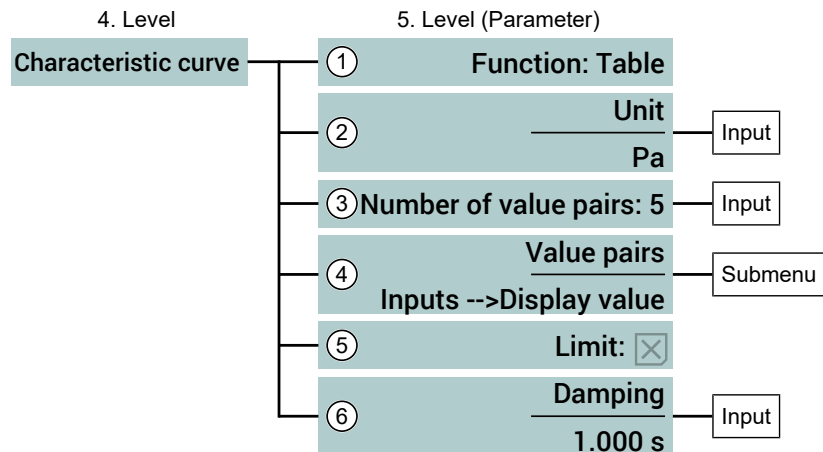 4. Level
5. Level (Parameter)
Characteristic curve
1 Function: Table
2 Unit
Pa
Input
3 Number of value pairs: 5
Input
4 Value pairs
Inputs -->Display value
Submenu
5 Limit:
6 Damping
1.000 s
Input